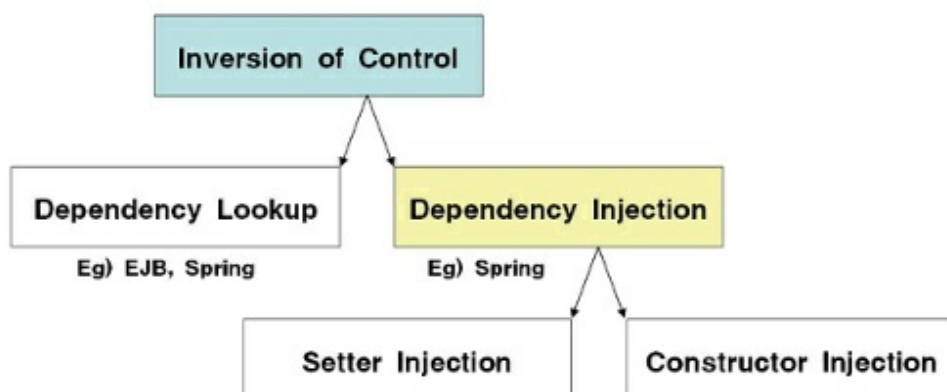 Inversion of Control
Dependency Lookup
Dependency Injection
Eg) EJB, Spring
Eg) Spring
Setter Injection
Constructor Injection